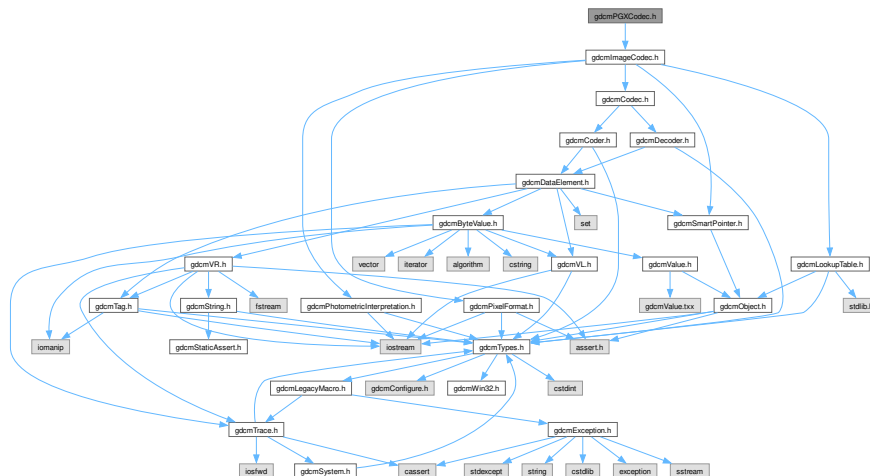 gdcmPGXCodec.h
gdcmImageCodec.h
gdcmCodec.h
gdcmCoder.h
gdcmDecoder.h
gdcmDataElement.h
gdcmByteValue.h
set
gdcmSmartPointer.h
gdcmVR.h
vector
iterator
algorithm
cstring
gdcmVL.h
gdcmValue.h
gdcmLookupTable.h
gdcmTag.h
gdcmString.h
fstream
gdcmPhotometricInterpretation.h
gdcmPixelFormat.h
gdcmValue.txx
gdcmObject.h
stdlib.h
iomanip
gdcmStaticAssert.h
iostream
gdcmTypes.h
assert.h
gdcmLegacyMacro.h
gdcmConfigure.h
gdcmWin32.h
cstdint
gdcmTrace.h
gdcmException.h
iosfwd
gdcmSystem.h
cassert
stdexcept
string
cstdlib
exception
sstream